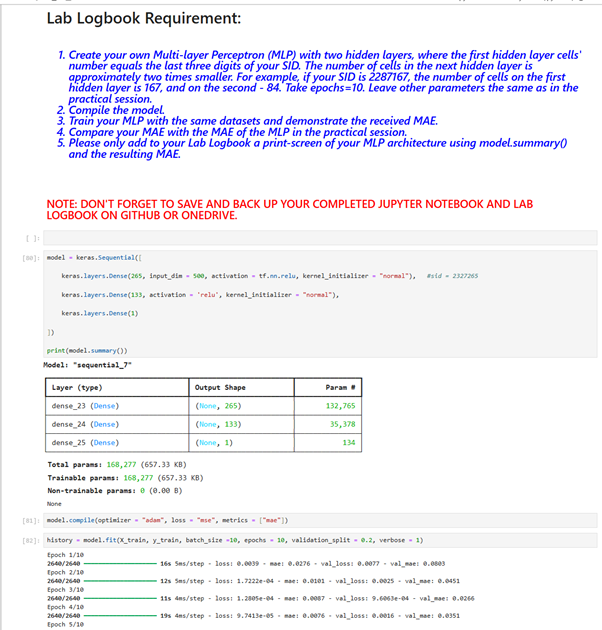 Lab Logbook Requirement:
1. Create your own Multi-layer Perceptron (MLP) with two hidden layers, where the first hidden layer cells'
number equals the last three digits of your SID. The number of cells in the next hidden layer is
approximately two times smaller. For example, if your SID is 2287167, the number of cells on the first
hidden layer is 167, and on the second - 84. Take epochs=10. Leave other parameters the same as in the
practical session.
2. Compile the model.
3. Train your MLP with the same datasets and demonstrate the received MAE.
4. Compare your MAE with the MAE of the MLP in the practical session.
5. Please only add to your Lab Logbook a print-screen of your MLP architecture using model.summary()
and the resulting MAE.
NOTE: DON'T FORGET TO SAVE AND BACK UP YOUR COMPLETED JUPYTER NOTEBOOK AND LAB
LOGBOOK ON GITHUB OR ONEDRIVE.
[ ]:
[80]: model = keras.Sequential([
keras.layers.Dense(265, input_dim = 500, activation = tf.nn.relu, kernel_initializer = "normal"), #sid = 2327265
keras.layers.Dense(133, activation = 'relu', kernel_initializer = "normal"),
keras.layers.Dense(1)
])
print(model.summary())
Model: "sequential_7"
Layer (type) Output Shape Param #
dense_23 (Dense) (None, 265) 132,765
dense_24 (Dense) (None, 133) 35,378
dense_25 (Dense) (None, 1) 134
Total params: 168,277 (657.33 KB)
Trainable params: 168,277 (657.33 KB)
Non-trainable params: 0 (0.00 B)
None
[81]: model.compile(optimizer = "adam", loss = "mse", metrics = ["mae"])
[82]: history = model.fit(X_train, y_train, batch_size =10, epochs = 10, validation_split = 0.2, verbose = 1)
Epoch 1/10
2640/2640 16s 5ms/step - loss: 0.0039 - mae: 0.0276 - val_loss: 0.0077 - val_mae: 0.0803
Epoch 2/10
2640/2640 12s 5ms/step - loss: 1.7222e-04 - mae: 0.0101 - val_loss: 0.0025 - val_mae: 0.0451
Epoch 3/10
2640/2640 11s 4ms/step - loss: 1.2805e-04 - mae: 0.0087 - val_loss: 9.6063e-04 - val_mae: 0.0266
Epoch 4/10
2640/2640 19s 4ms/step - loss: 9.7413e-05 - mae: 0.0076 - val_loss: 0.0016 - val_mae: 0.0351
Epoch 5/10